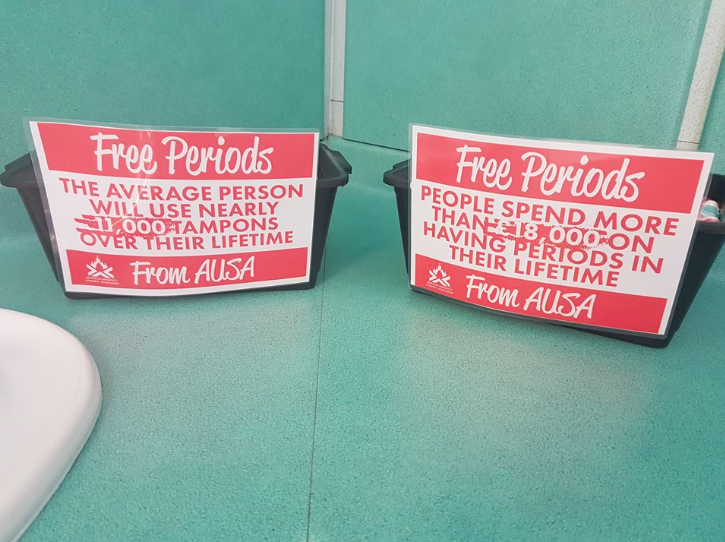 Free Periods
THE AVERAGE PERSON
WILL USE NEARLY
11,000 TAMPONS
OVER THEIR LIFETIME
From AUSA
Free Periods
PEOPLE SPEND MORE
THAN £18,000 ON
HAVING PERIODS IN
THEIR LIFETIME
From AUSA